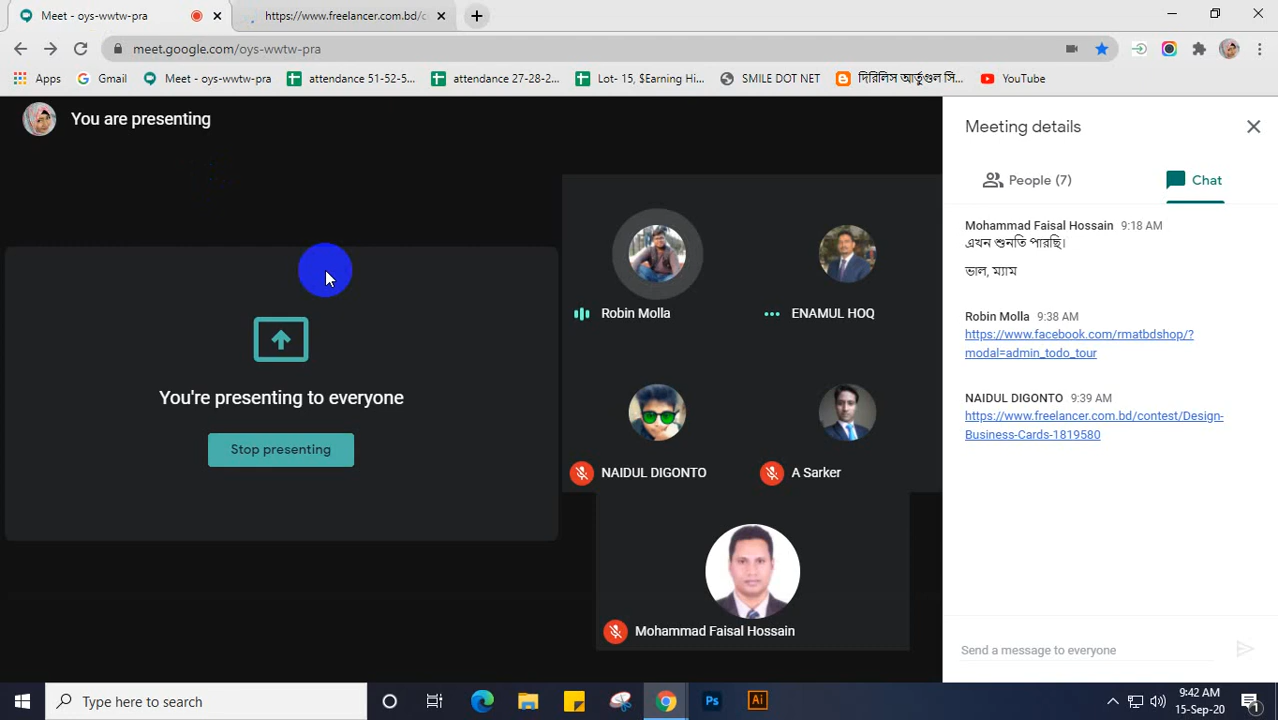 Meet - oys-wwtw-pra
https://www.freelancer.com.bd/c
meet.google.com/oys-wwtw-pra
Apps
Gmail
Meet - oys-wwtw-pra
attendance 51-52-5...
attendance 27-28-2...
Lot- 15, $Earning Hi...
SMILE DOT NET
দিরিলিস আর্তুগুল সি...
YouTube
You are presenting
You're presenting to everyone
Stop presenting
Robin Molla
ENAMUL HOQ
NAIDUL DIGONTO
A Sarker
Mohammad Faisal Hossain
Meeting details
People (7)
Chat
Mohammad Faisal Hossain 9:18 AM
এখন শুনতি পারছি।
ভাল, ম্যাম
Robin Molla 9:38 AM
https://www.facebook.com/rmatbdshop/?
modal=admin_todo_tour
NAIDUL DIGONTO 9:39 AM
https://www.freelancer.com.bd/contest/Design-
Business-Cards-1819580
Send a message to everyone
Type here to search
Ps
Ai
9:42 AM
15-Sep-20
1